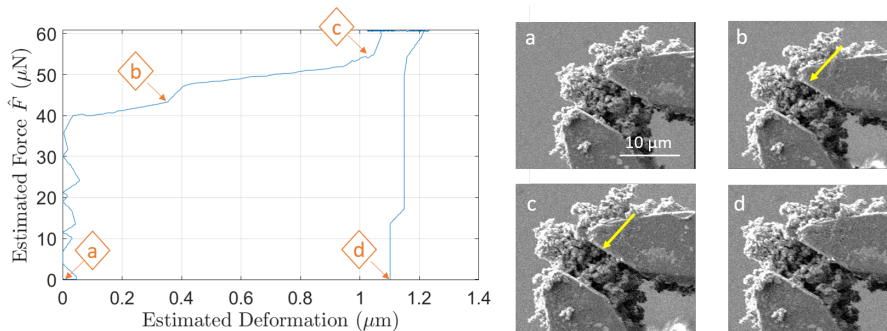 60
50
40
30
20
10
0
Estimated Force F̂ (μN)
0
0.2
0.4
0.6
0.8
1
1.2
1.4
Estimated Deformation (μm)
a
b
c
d
a
10 μm
b
c
d